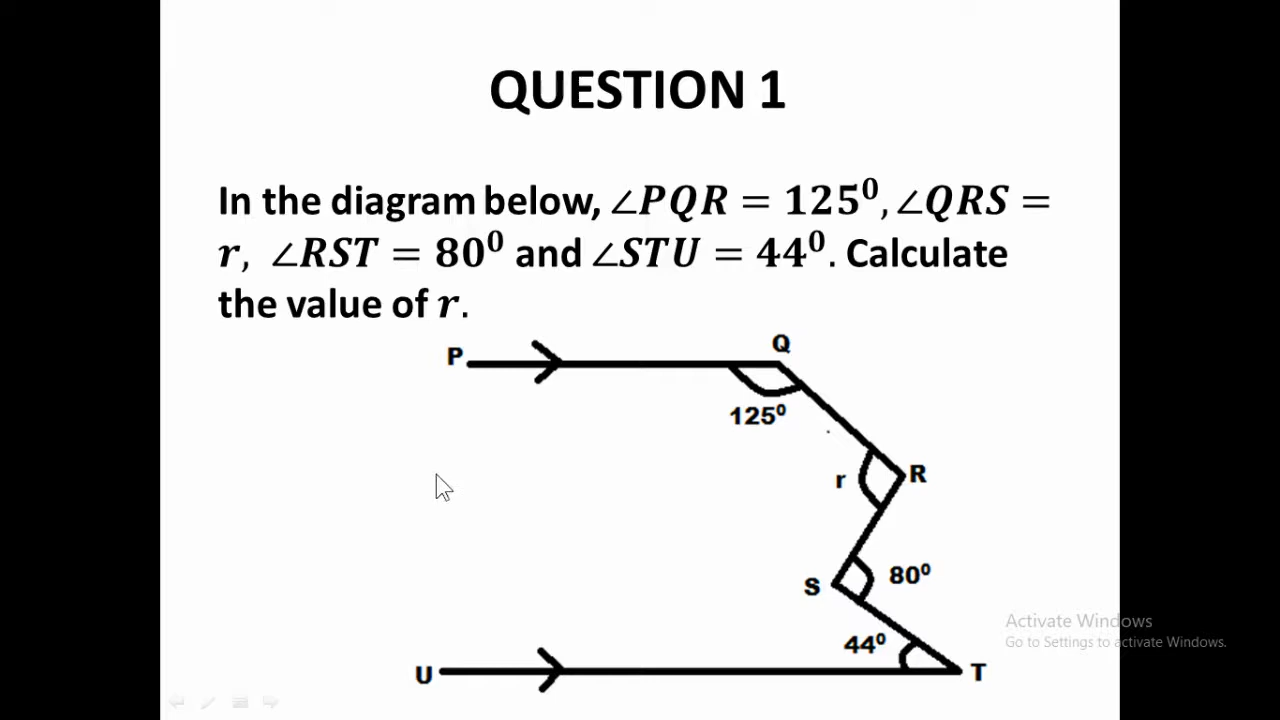 QUESTION 1
In the diagram below, ∠PQR = 125⁰, ∠QRS =
r, ∠RST = 80⁰ and ∠STU = 44⁰. Calculate
the value of r.
Q
P
125⁰
R
r
S
80⁰
44⁰
U
T
Activate Windows
Go to Settings to activate Windows.